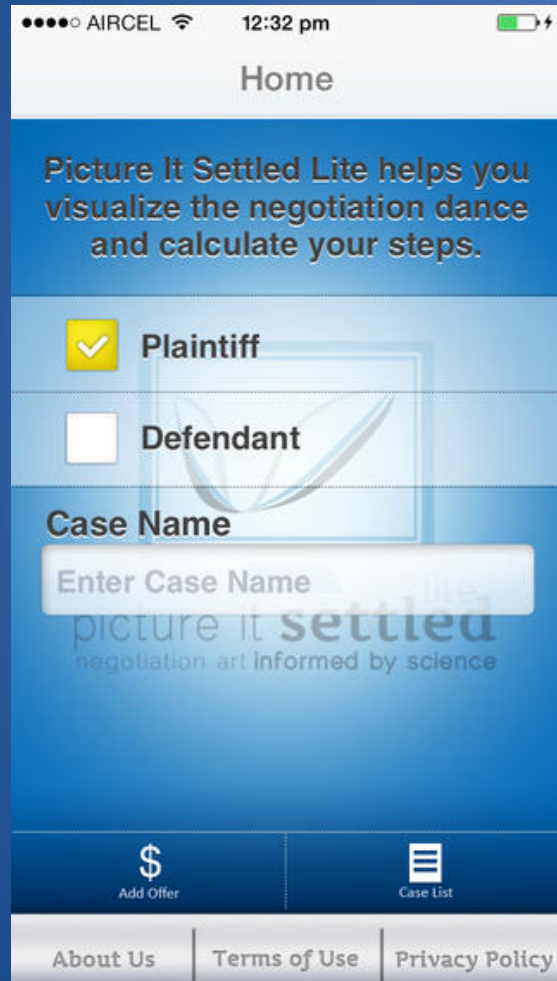 AIRCEL 12:32 pm
Home
Picture It Settled Lite helps you
visualize the negotiation dance
and calculate your steps.
Plaintiff
Defendant
Case Name
Enter Case Name
lite
picture it settled
negotiation art informed by science
$
Add Offer
Case List
About Us
Terms of Use
Privacy Policy